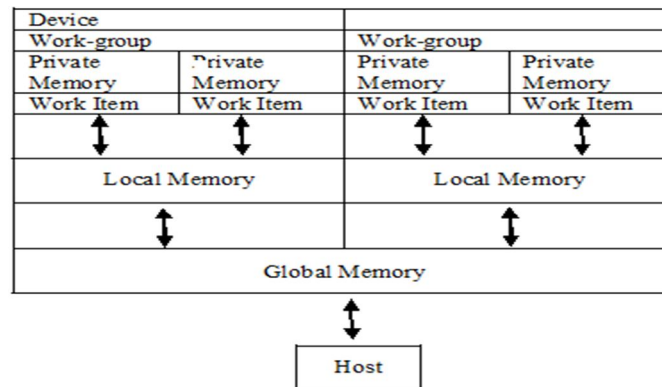 Device
Work-group Work-group
Private Private Private Private
Memory Memory Memory Memory
Work Item Work Item Work Item Work Item
Local Memory Local Memory
Global Memory
Host